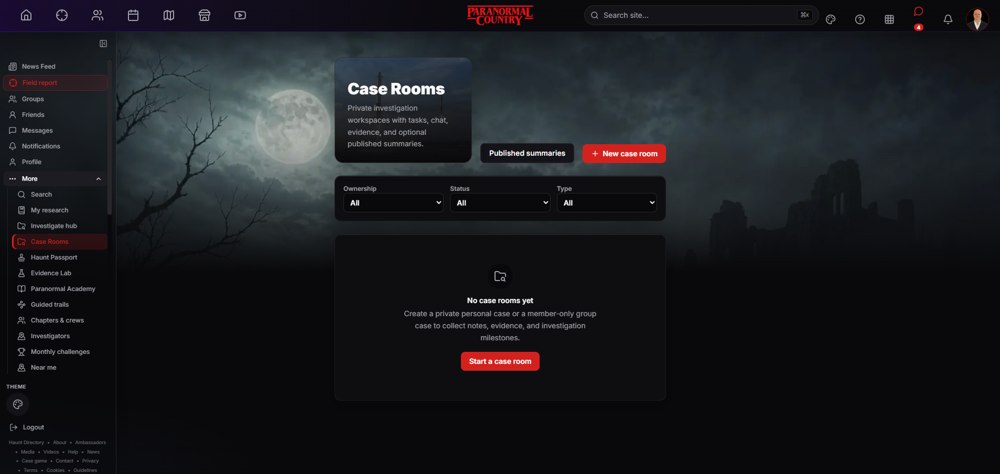 PARANORMAL
COUNTRY
Search site...
⌘K
4
News Feed
Field report
Groups
Friends
Messages
Notifications
Profile
More
Search
My research
Investigate hub
Case Rooms
Haunt Passport
Evidence Lab
Paranormal Academy
Guided trails
Chapters & crews
Investigators
Monthly challenges
Near me
THEME
Logout
Haunt Directory • About • Ambassadors
• Media • Videos • Help • News
• Case game • Contact • Privacy
• Terms • Cookies • Guidelines
Case Rooms
Private investigation
workspaces with tasks, chat,
evidence, and optional
published summaries.
Published summaries
+ New case room
Ownership Status Type
All All All
No case rooms yet
Create a private personal case or a member-only group
case to collect notes, evidence, and investigation
milestones.
Start a case room